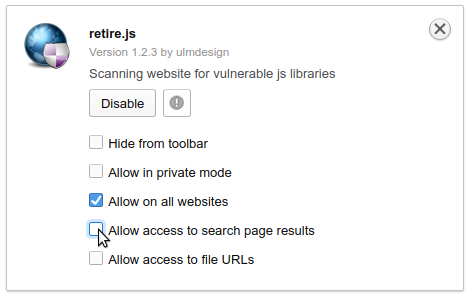 retire.js
Version 1.2.3 by ulmdesign
Scanning website for vulnerable js libraries
Disable
Hide from toolbar
Allow in private mode
Allow on all websites
Allow access to search page results
Allow access to file URLs